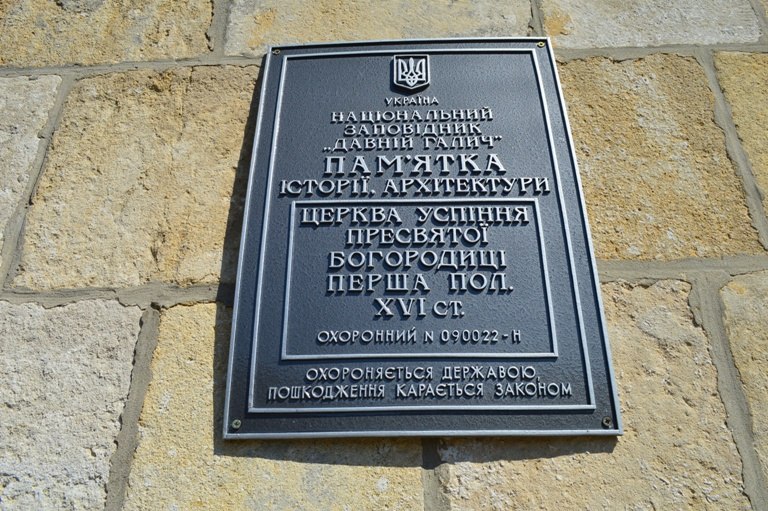 УКРАЇНА
НАЦІОНАЛЬНИЙ
ЗАПОВІДНИК
„ДАВНІЙ ГАЛИЧ"
ПАМ'ЯТКА
ІСТОРІЇ, АРХІТЕКТУРИ
ЦЕРКВА УСПІННЯ
ПРЕСВЯТОЇ
БОГОРОДИЦІ
ПЕРША ПОЛ.
XVI СТ.
ОХОРОННИЙ N 090022-Н
ОХОРОНЯЄТЬСЯ ДЕРЖАВОЮ,
ПОШКОДЖЕННЯ КАРАЄТЬСЯ ЗАКОНОМ